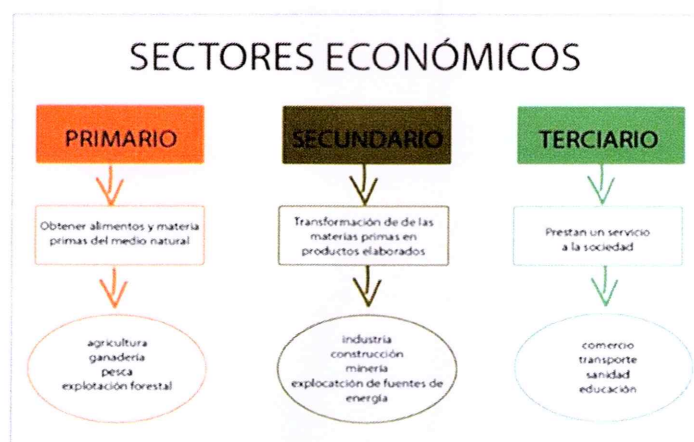 SECTORES ECONÓMICOS
PRIMARIO
Obtener alimentos y materia
primas del medio natural
agricultura
ganadería
pesca
explotación forestal
SECUNDARIO
Transformación de de las
materias primas en
productos elaborados
industria
construcción
minería
explocatción de fuentes de
energía
TERCIARIO
Prestan un servicio
a la sociedad
comercio
transporte
sanidad
educación